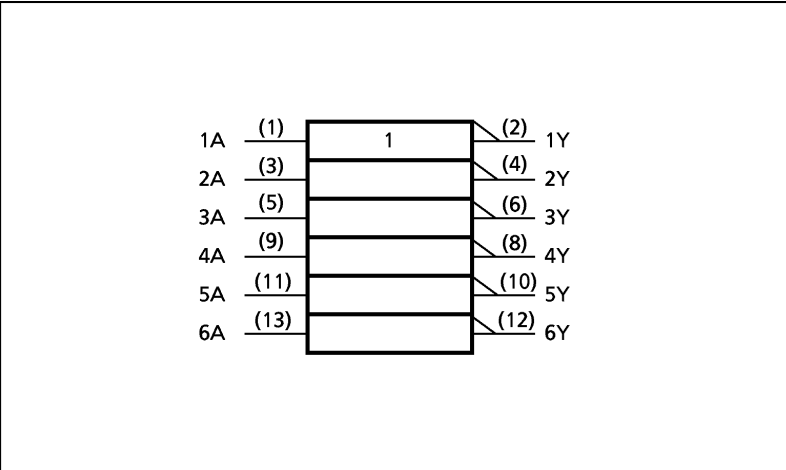 1A (1) 1 (2) 1Y
2A (3) (4) 2Y
3A (5) (6) 3Y
4A (9) (8) 4Y
5A (11) (10) 5Y
6A (13) (12) 6Y